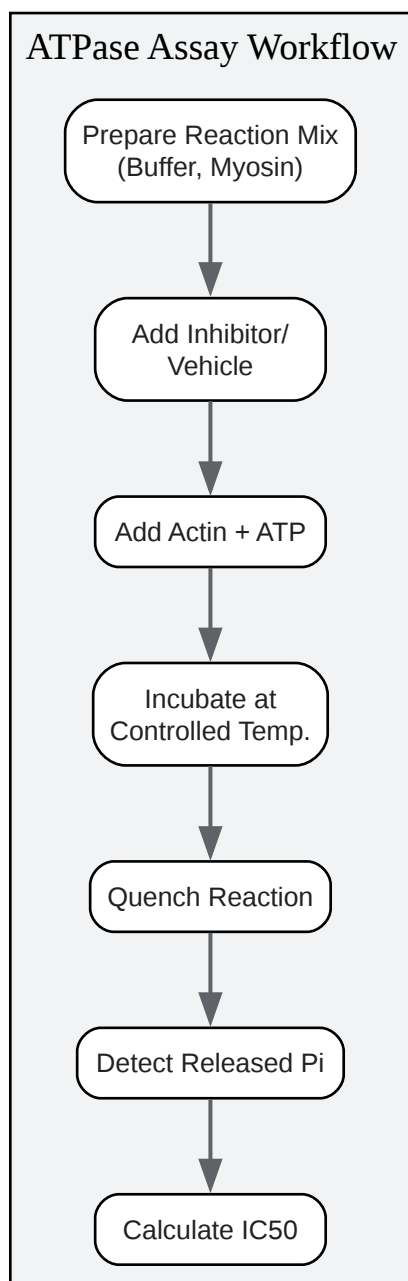 ATPase Assay Workflow
Prepare Reaction Mix
(Buffer, Myosin)
Add Inhibitor/
Vehicle
Add Actin + ATP
Incubate at
Controlled Temp.
Quench Reaction
Detect Released Pi
Calculate IC50